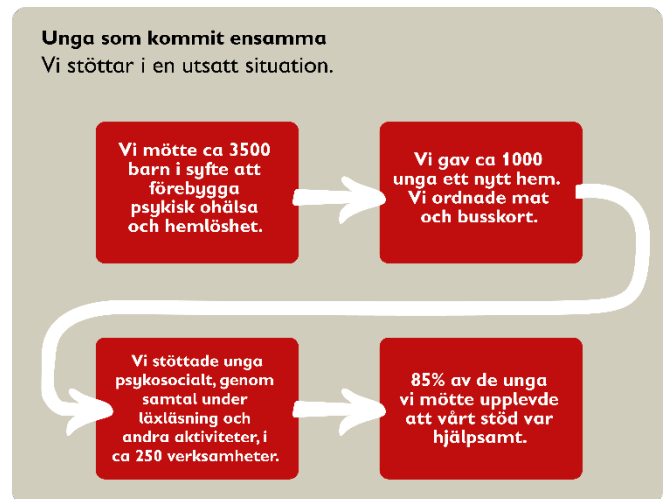 Unga som kommit ensamma
Vi stöttar i en utsatt situation.
Vi mötte ca 3500
barn i syfte att
förebygga
psykisk ohälsa
och hemlöshet.
Vi gav ca 1000
unga ett nytt hem.
Vi ordnade mat
och busskort.
Vi stöttade unga
psykosocialt, genom
samtal under
läxläsning och
andra aktiviteter, i
ca 250 verksamheter.
85% av de unga
vi mötte upplevde
att vårt stöd var
hjälpsamt.